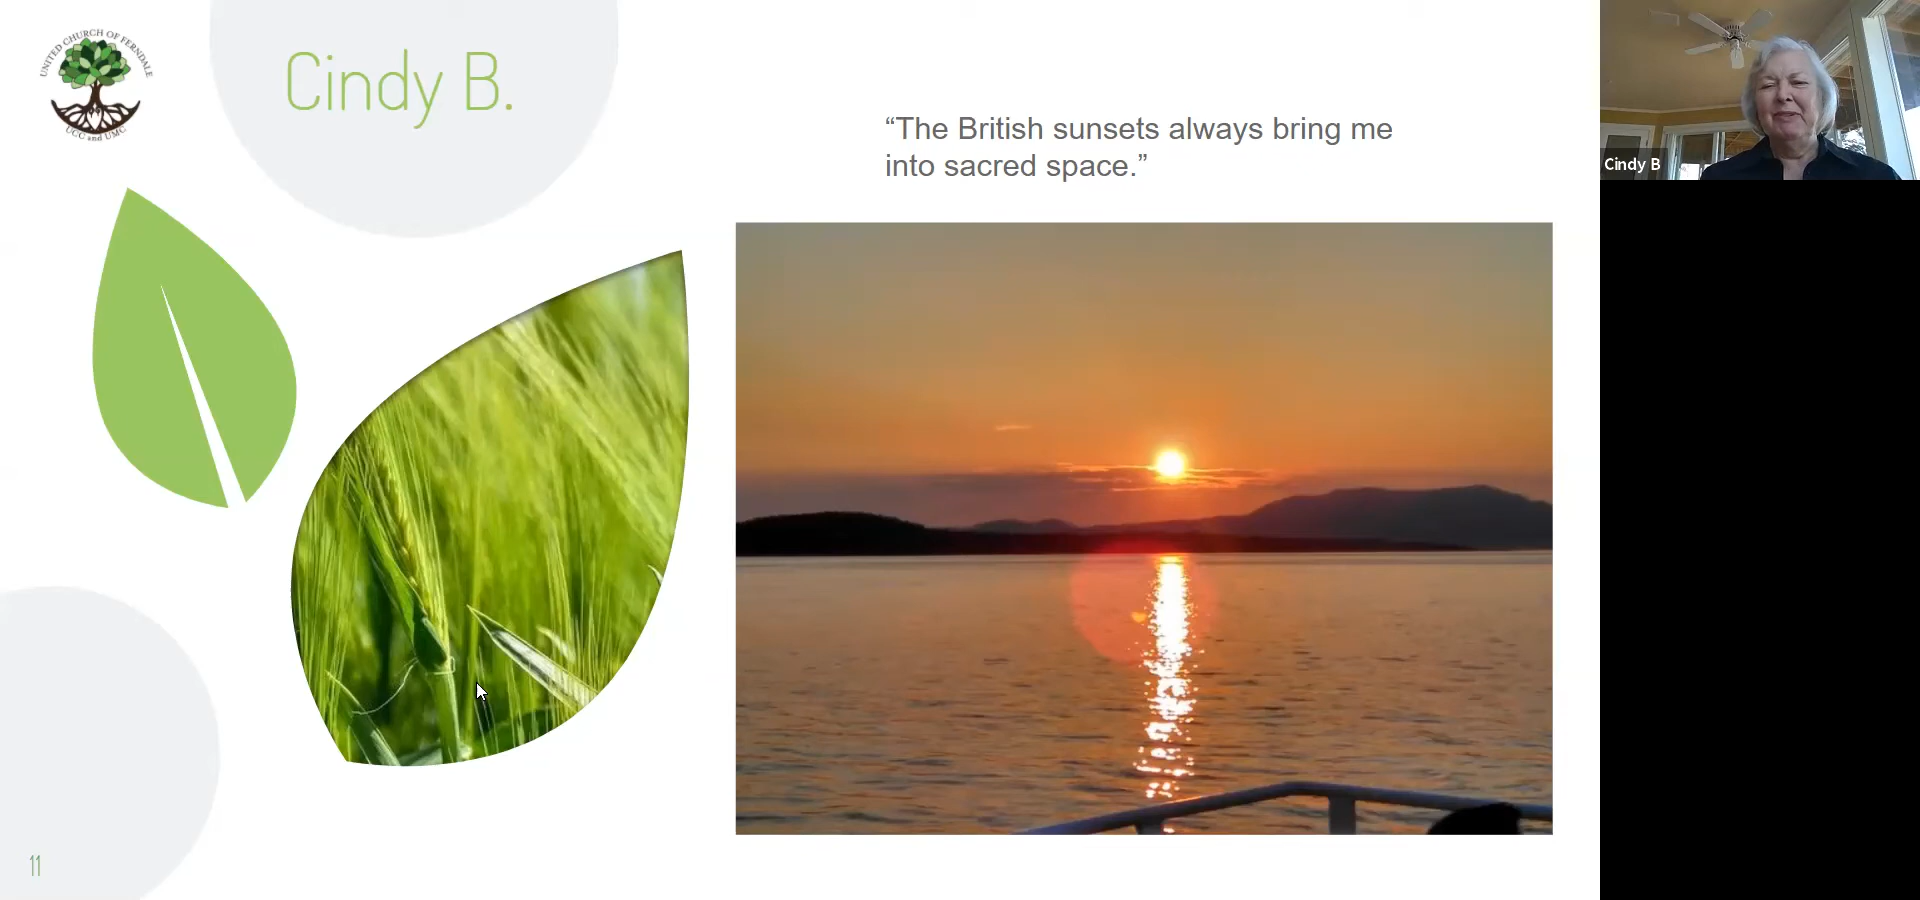 UNITED CHURCH OF FERNDALE
UCC and UMC
Cindy B.
“The British sunsets always bring me
into sacred space.”
Cindy B
11